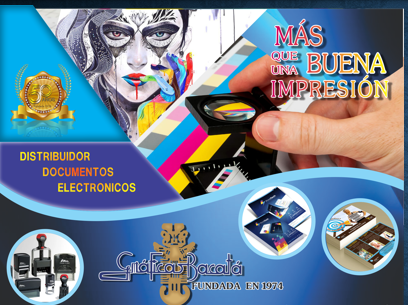 MÁS
QUE BUENA
UNA
IMPRESIÓN
DISTRIBUIDOR
DOCUMENTOS
ELECTRONICOS
Gráficas Bacatá
FUNDADA EN 1974